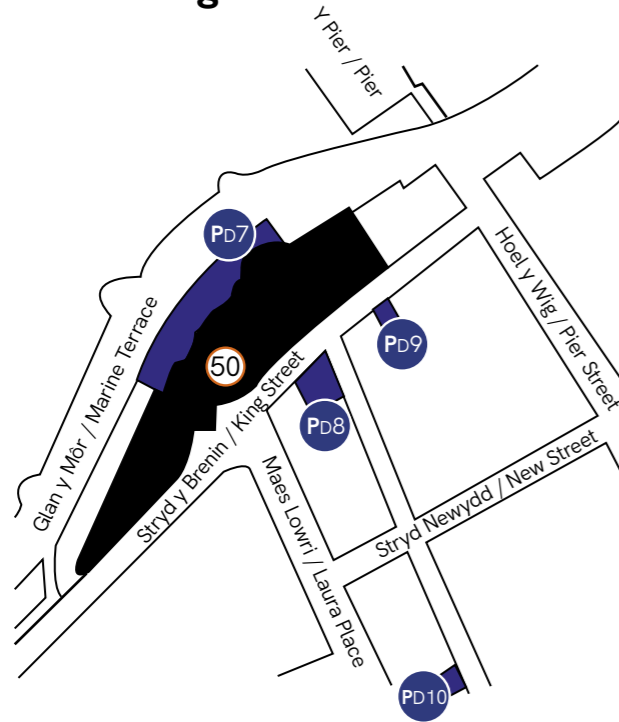 Y Pier / Pier
PD7
Hoel y Wig / Pier Street
Glan y Môr / Marine Terrace
PD9
50
Stryd y Brenin / King Street
PD8
Maes Lowri / Laura Place
Stryd Newydd / New Street
PD10